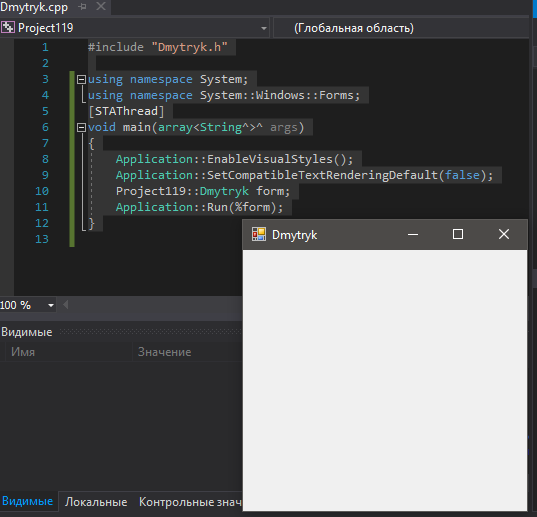 Dmytryk.cpp
Project119
(Глобальная область)
1 #include "Dmytryk.h"
2
3 using namespace System;
4 using namespace System::Windows::Forms;
5 [STAThread]
6 void main(array<String^>^ args)
7 {
8 Application::EnableVisualStyles();
9 Application::SetCompatibleTextRenderingDefault(false);
10 Project119::Dmytryk form;
11 Application::Run(%form);
12 }
13
Dmytryk
100 %
Видимые
Имя Значение
Видимые Локальные Контрольные знач